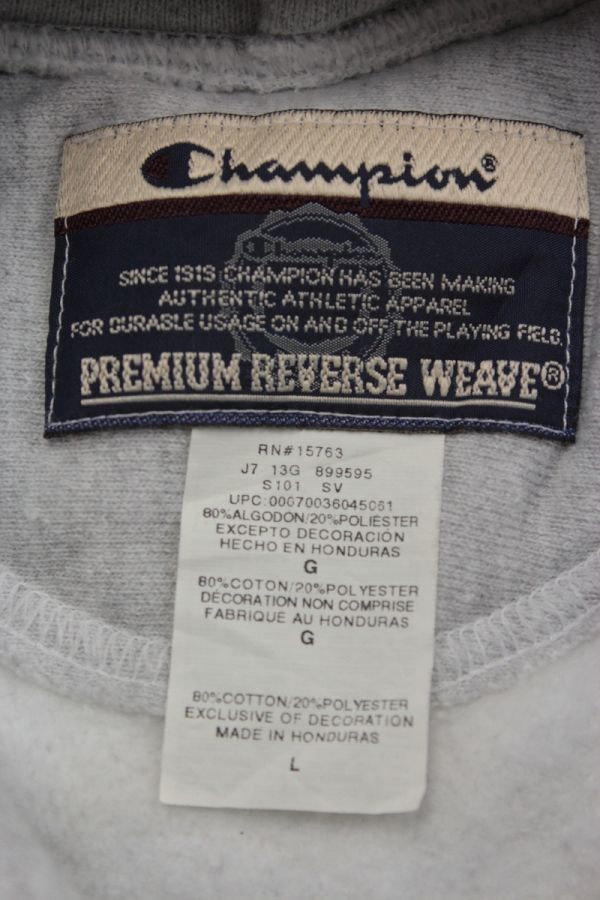 Champion®
Champion
SINCE 1919 CHAMPION HAS BEEN MAKING
AUTHENTIC ATHLETIC APPAREL
FOR DURABLE USAGE ON AND OFF THE PLAYING FIELD.
PREMIUM REVERSE WEAVE®
RN#15763
J7 13G 899595
S101 SV
UPC:00070036045061
80%ALGODON/20%POLIÉSTER
EXCEPTO DECORACIÓN
HECHO EN HONDURAS
G
80%COTON/20%POLYESTER
DÉCORATION NON COMPRISE
FABRIQUE AU HONDURAS
G
80%COTTON/20%POLYESTER
EXCLUSIVE OF DECORATION
MADE IN HONDURAS
L